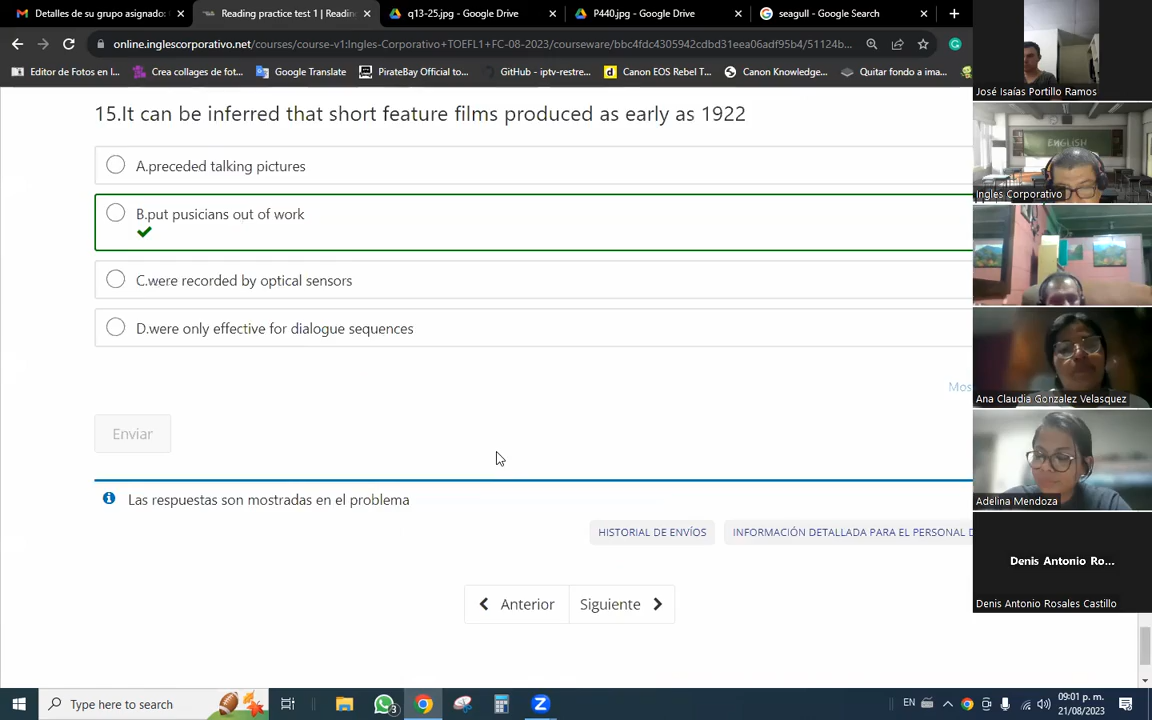 Detalles de su grupo asignado:
Reading practice test 1 | Readin
q13-25.jpg - Google Drive
P440.jpg - Google Drive
seagull - Google Search
online.inglescorporativo.net/courses/course-v1:Ingles-Corporativo+TOEFL1+FC-08-2023/courseware/bbc4fdc4305942cdbd31eea06adf95b4/51124b...
Editor de Fotos en l...
Crea collages de fot...
Google Translate
PirateBay Official to...
GitHub - iptv-restre...
Canon EOS Rebel T...
Canon Knowledge...
Quitar fondo a ima...
José Isaías Portillo Ramos
15.It can be inferred that short feature films produced as early as 1922
A.preceded talking pictures
ENGLISH
Ingles Corporativo
B.put pusicians out of work
C.were recorded by optical sensors
D.were only effective for dialogue sequences
Mos
Ana Claudia Gonzalez Velasquez
Enviar
Las respuestas son mostradas en el problema
Adelina Mendoza
HISTORIAL DE ENVÍOS
INFORMACIÓN DETALLADA PARA EL PERSONAL D
Denis Antonio Ro...
Anterior
Siguiente
Denis Antonio Rosales Castillo
Type here to search
3
EN
09:01 p. m.
21/08/2023